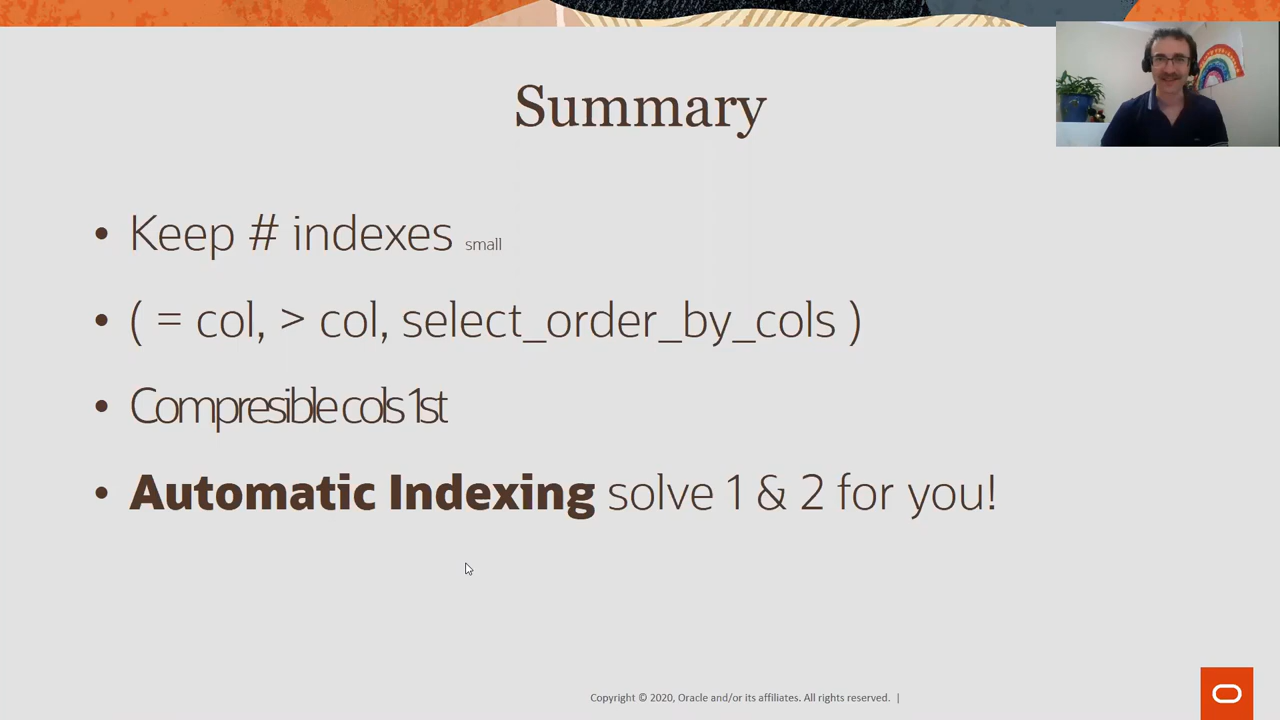 Summary
• Keep # indexes small
• ( = col, > col, select_order_by_cols )
• Compresible cols 1st
• Automatic Indexing solve 1 & 2 for you!
Copyright © 2020, Oracle and/or its affiliates. All rights reserved. |